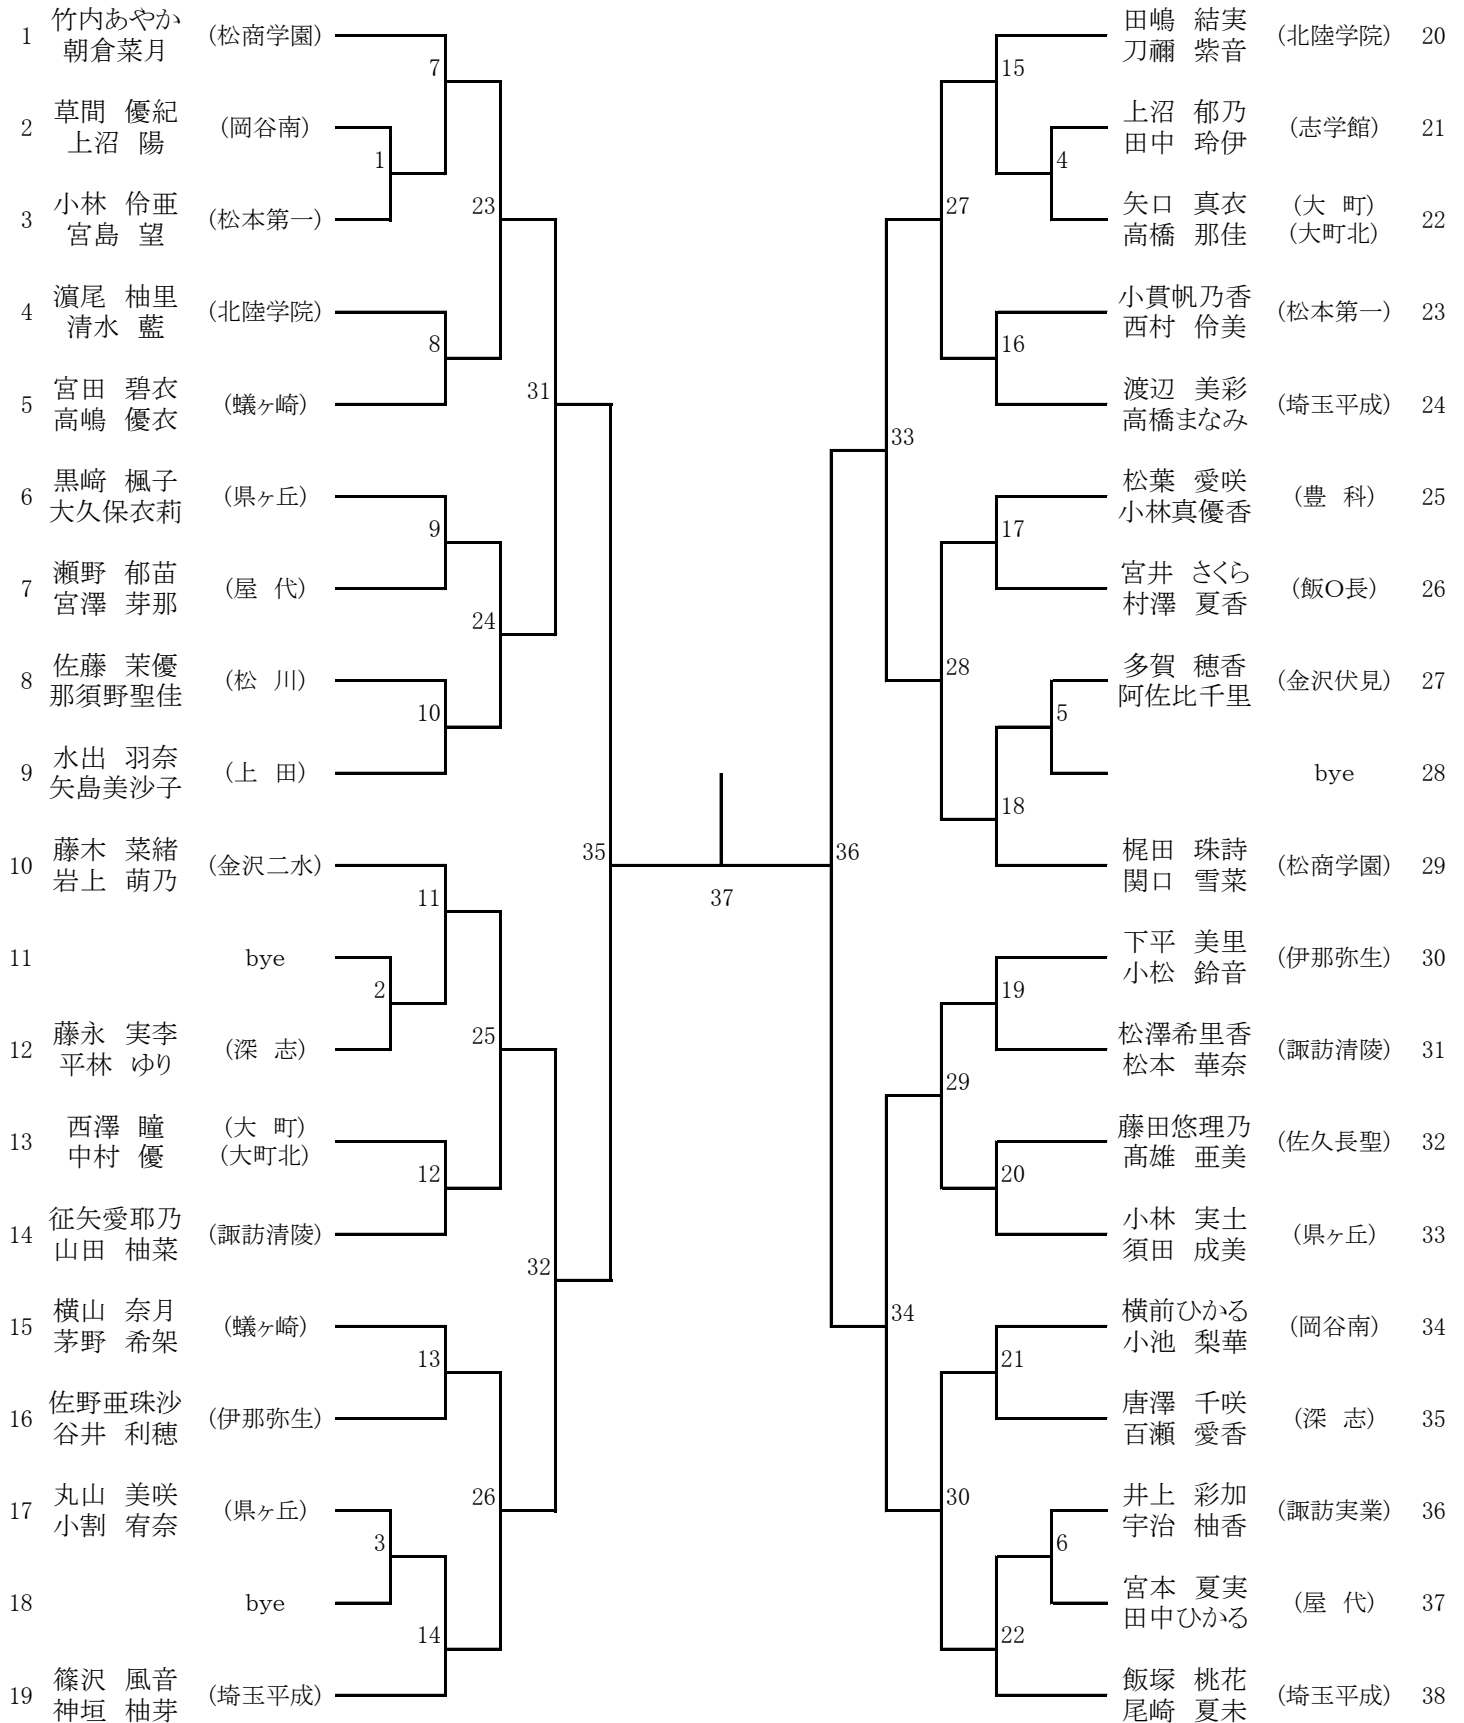 1 竹内あやか 朝倉菜月 (松商学園)
2 草間 優紀 上沼 陽 (岡谷南)
3 小林 伶亜 宮島 望 (松本第一)
4 濵尾 柚里 清水 藍 (北陸学院)
5 宮田 碧衣 高嶋 優衣 (蟻ヶ崎)
6 黒﨑 楓子 大久保衣莉 (県ヶ丘)
7 瀬野 郁苗 宮澤 芽那 (屋 代)
8 佐藤 茉優 那須野聖佳 (松 川)
9 水出 羽奈 矢島美沙子 (上 田)
10 藤木 菜緒 岩上 萌乃 (金沢二水)
11 bye
12 藤永 実李 平林 ゆり (深 志)
13 西澤 瞳 中村 優 (大 町) (大町北)
14 征矢愛耶乃 山田 柚菜 (諏訪清陵)
15 横山 奈月 茅野 希架 (蟻ヶ崎)
16 佐野亜珠沙 谷井 利穂 (伊那弥生)
17 丸山 美咲 小割 宥奈 (県ヶ丘)
18 bye
19 篠沢 風音 神垣 柚芽 (埼玉平成)
1
2
3
7
8
9
10
11
12
13
14
23
24
25
26
31
32
35
37
36
33
34
27
28
29
30
15
16
17
18
19
20
21
22
4
5
6
田嶋 結実 刀禰 紫音 (北陸学院) 20
上沼 郁乃 田中 玲伊 (志学館) 21
矢口 真衣 高橋 那佳 (大 町) (大町北) 22
小貫帆乃香 西村 伶美 (松本第一) 23
渡辺 美彩 高橋まなみ (埼玉平成) 24
松葉 愛咲 小林真優香 (豊 科) 25
宮井 さくら 村澤 夏香 (飯O長) 26
多賀 穂香 阿佐比千里 (金沢伏見) 27
bye 28
梶田 珠詩 関口 雪菜 (松商学園) 29
下平 美里 小松 鈴音 (伊那弥生) 30
松澤希里香 松本 華奈 (諏訪清陵) 31
藤田悠理乃 髙雄 亜美 (佐久長聖) 32
小林 実土 須田 成美 (県ヶ丘) 33
横前ひかる 小池 梨華 (岡谷南) 34
唐澤 千咲 百瀬 愛香 (深 志) 35
井上 彩加 宇治 柚香 (諏訪実業) 36
宮本 夏実 田中ひかる (屋 代) 37
飯塚 桃花 尾崎 夏未 (埼玉平成) 38